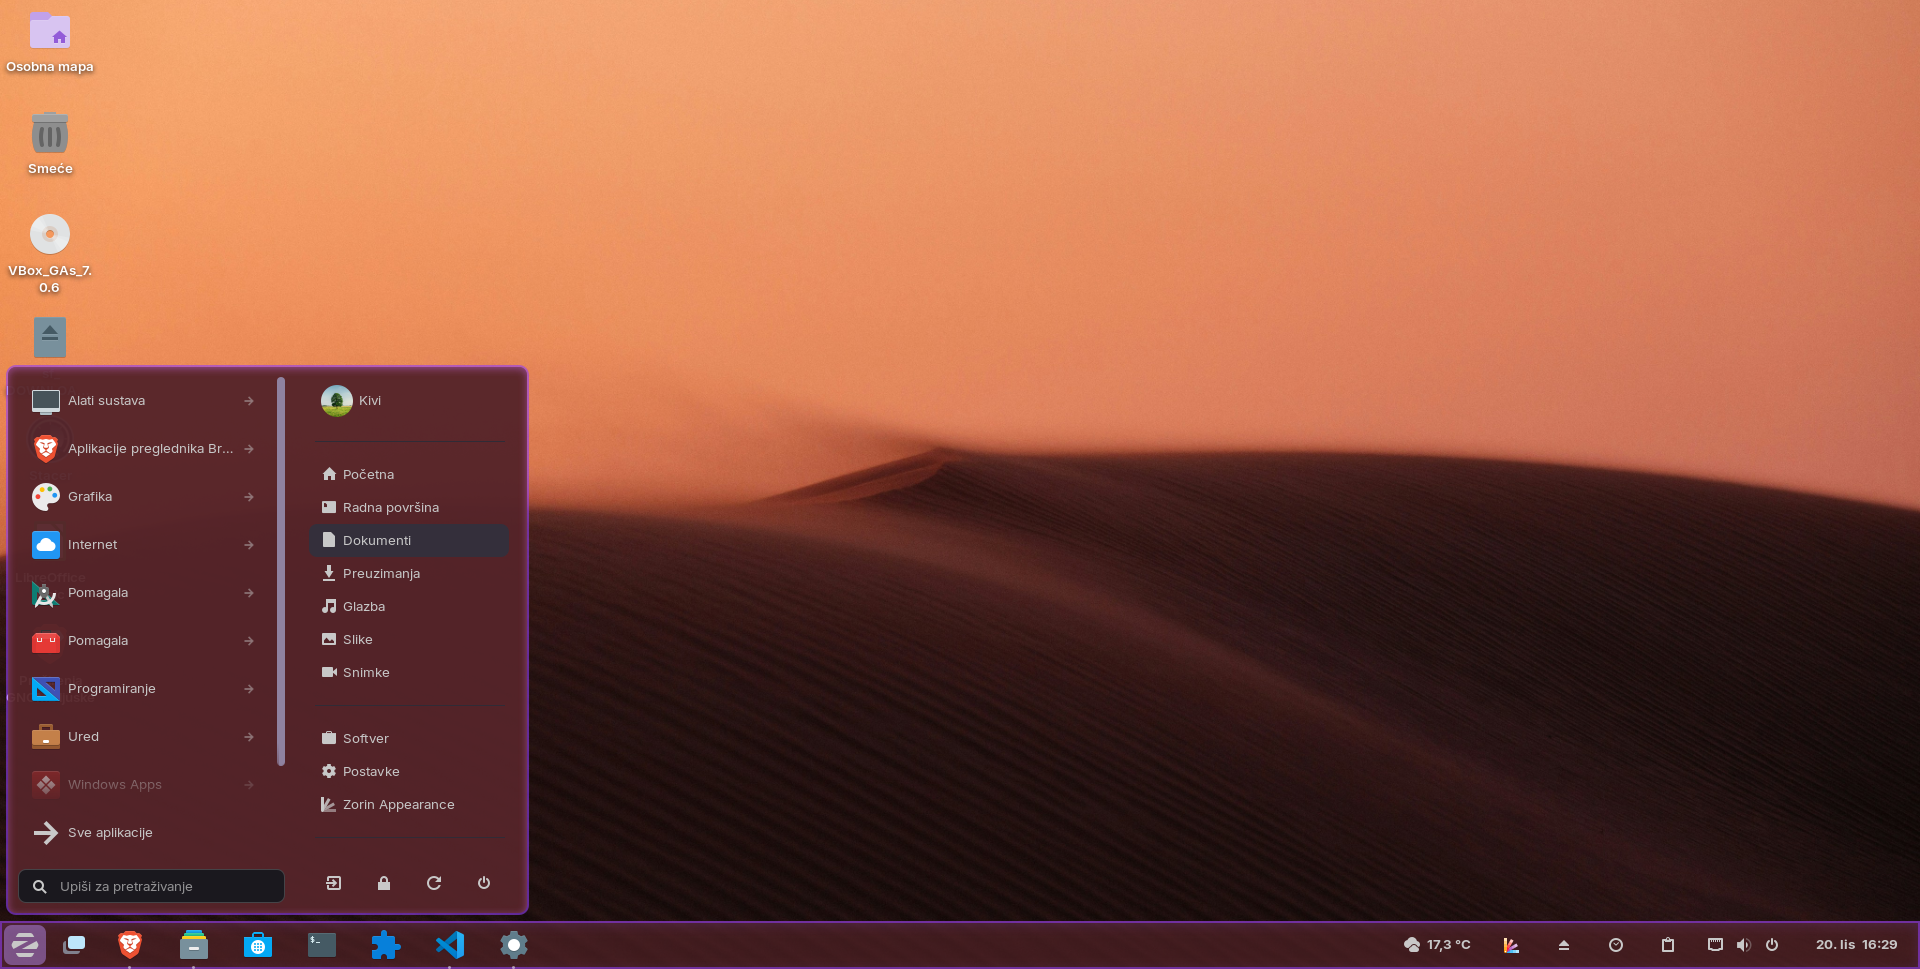 Osobna mapa
Smeće
VBox_GAs_7.
0.6
Alati sustava
Aplikacije preglednika Br...
Grafika
Internet
LibreOffice
Pomagala
Pomagala
Programiranje
Ured
Windows Apps
Sve aplikacije
Upiši za pretraživanje
Kivi
Početna
Radna površina
Dokumenti
Preuzimanja
Glazba
Slike
Snimke
Softver
Postavke
Zorin Appearance
$_
17,3 °C
20. lis 16:29